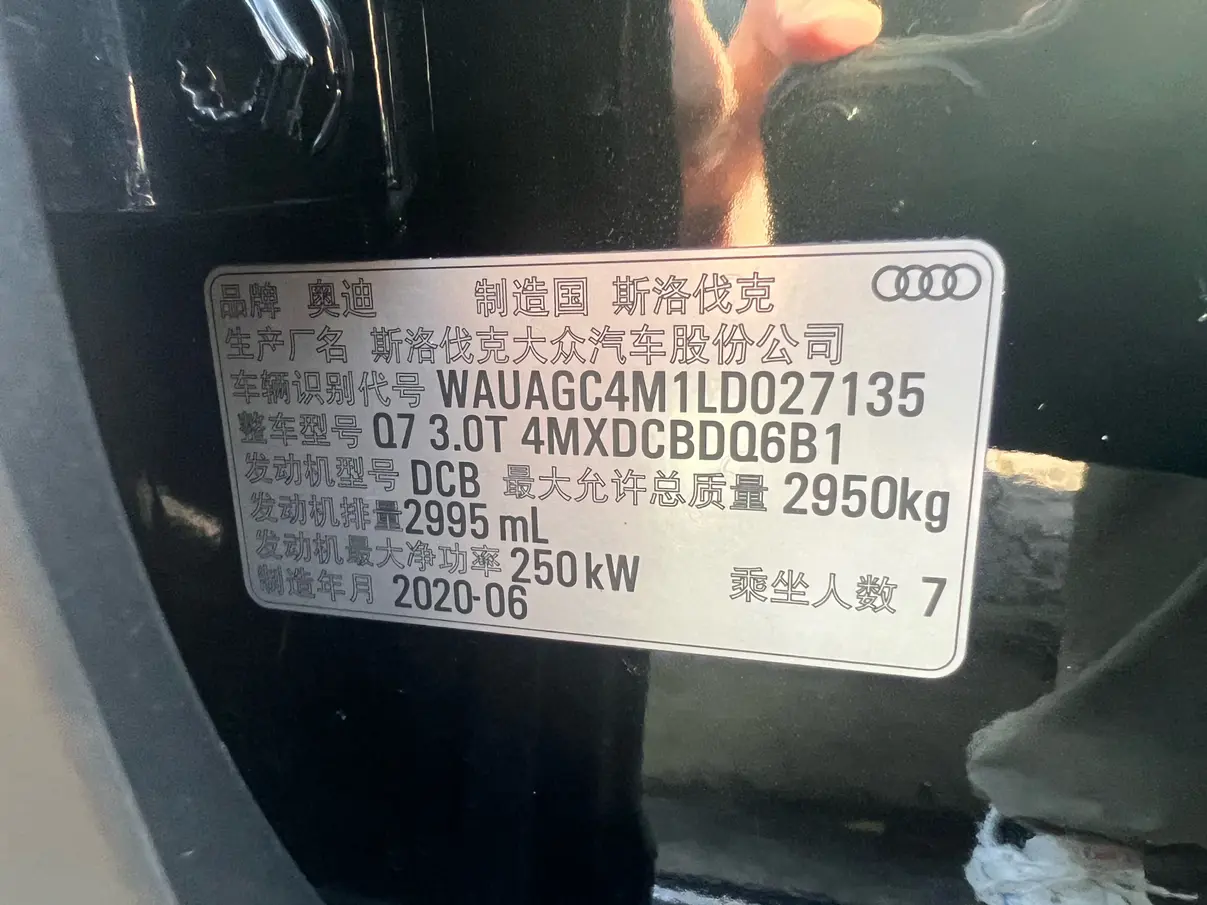 品牌 奥迪 制造国 斯洛伐克
生产厂名 斯洛伐克大众汽车股份公司
车辆识别代号 WAUAGC4M1LD027135
整车型号 Q7 3.0T 4MXDCBDQ6B1
发动机型号 DCB 最大允许总质量 2950kg
发动机排量 2995 mL
发动机最大净功率 250 kW
制造年月 2020-06 乘坐人数 7